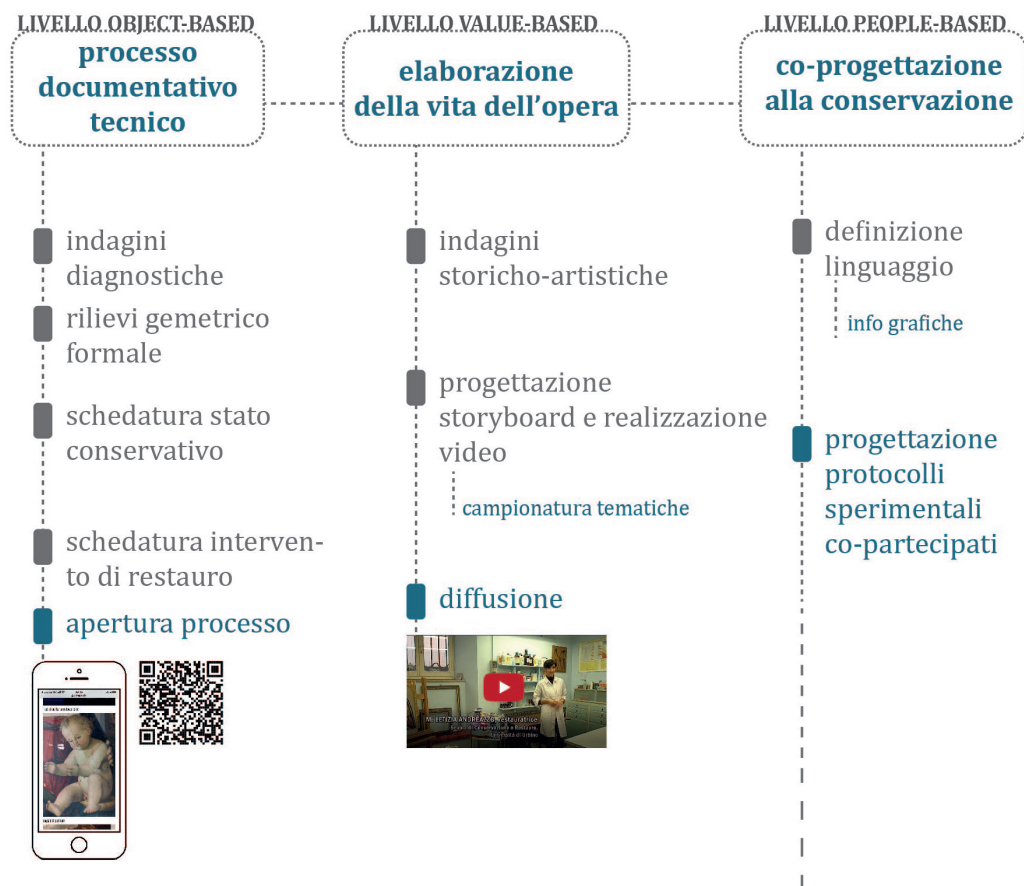 LIVELLO OBJECT-BASED
processo
documentativo
tecnico
indagini
diagnostiche
rilievi gemetrico
formale
schedatura stato
conservativo
schedatura interven-
to di restauro
apertura processo
LIVELLO VALUE-BASED
elaborazione
della vita dell'opera
indagini
storicho-artistiche
progettazione
storyboard e realizzazione
video
campionatura tematiche
diffusione
restauratrice
LIVELLO PEOPLE-BASED
co-progettazione
alla conservazione
definizione
linguaggio
info grafiche
progettazione
protocolli
sperimentali
co-partecipati